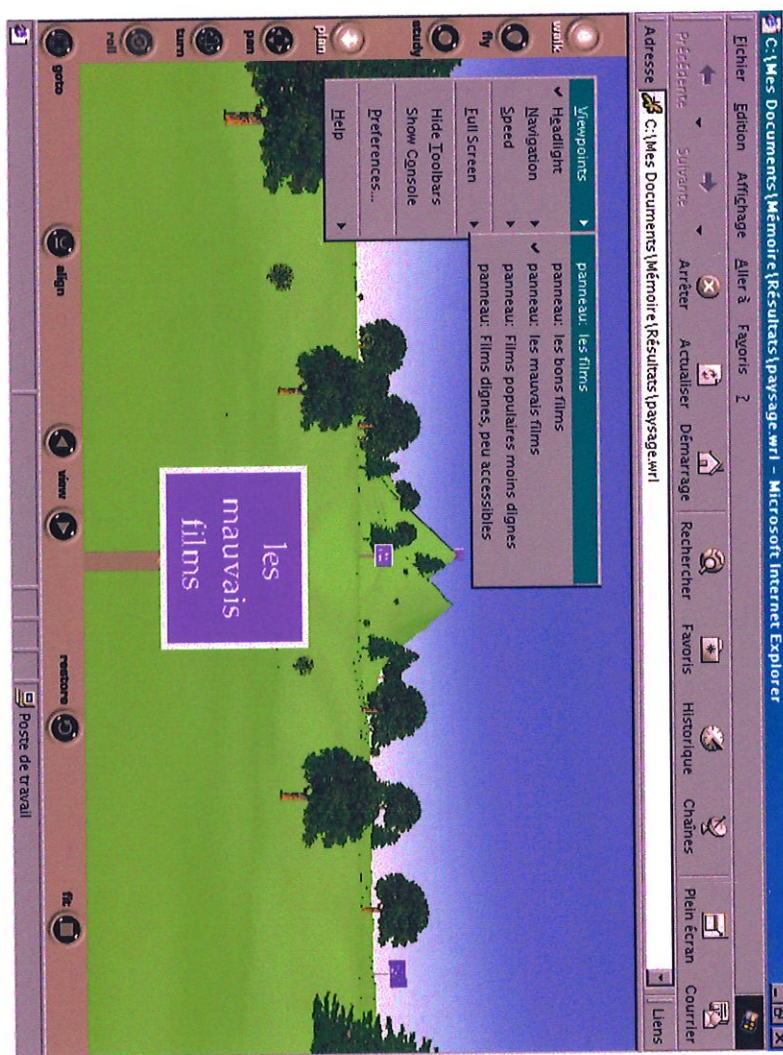 C:\Mes Documents\Mémoire\Résultats\paysage.wrl - Microsoft Internet Explorer
Fichier Edition Affichage Aller à Favoris ?
Précédente Suivante Arrêter Actualiser Démarrage Rechercher Favoris Historique Chaînes Plein écran Courrier
Adresse C:\Mes Documents\Mémoire\Résultats\paysage.wrl Liens
walk
fly
study
plan
pan
turn
roll
Viewpoints
Headlight
Navigation
Speed
Full Screen
Hide Toolbars
Show Console
Preferences...
Help
panneau: les films
panneau: les bons films
panneau: les mauvais films
panneau: Films populaires moins dignes
panneau: Films dignes, peu accessibles
les
mauvais
films
goto align view restore fit
Poste de travail